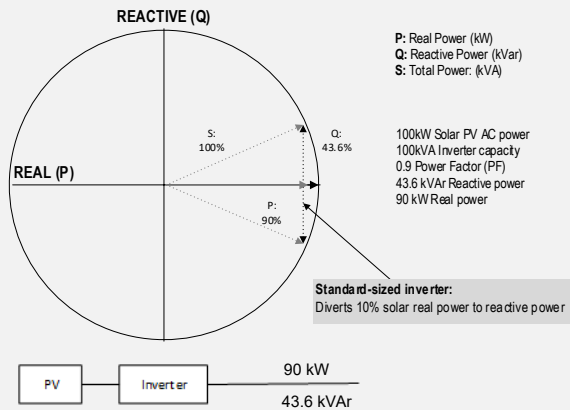 REACTIVE (Q)
P: Real Power (kW)
Q: Reactive Power (kVar)
S: Total Power: (kVA)
S:
100%
Q:
43.6%
100kW Solar PV AC power
100kVA Inverter capacity
0.9 Power Factor (PF)
43.6 kVAr Reactive power
90 kW Real power
REAL (P)
P:
90%
Standard-sized inverter:
Diverts 10% solar real power to reactive power
PV
Inverter
90 kW
43.6 kVAr